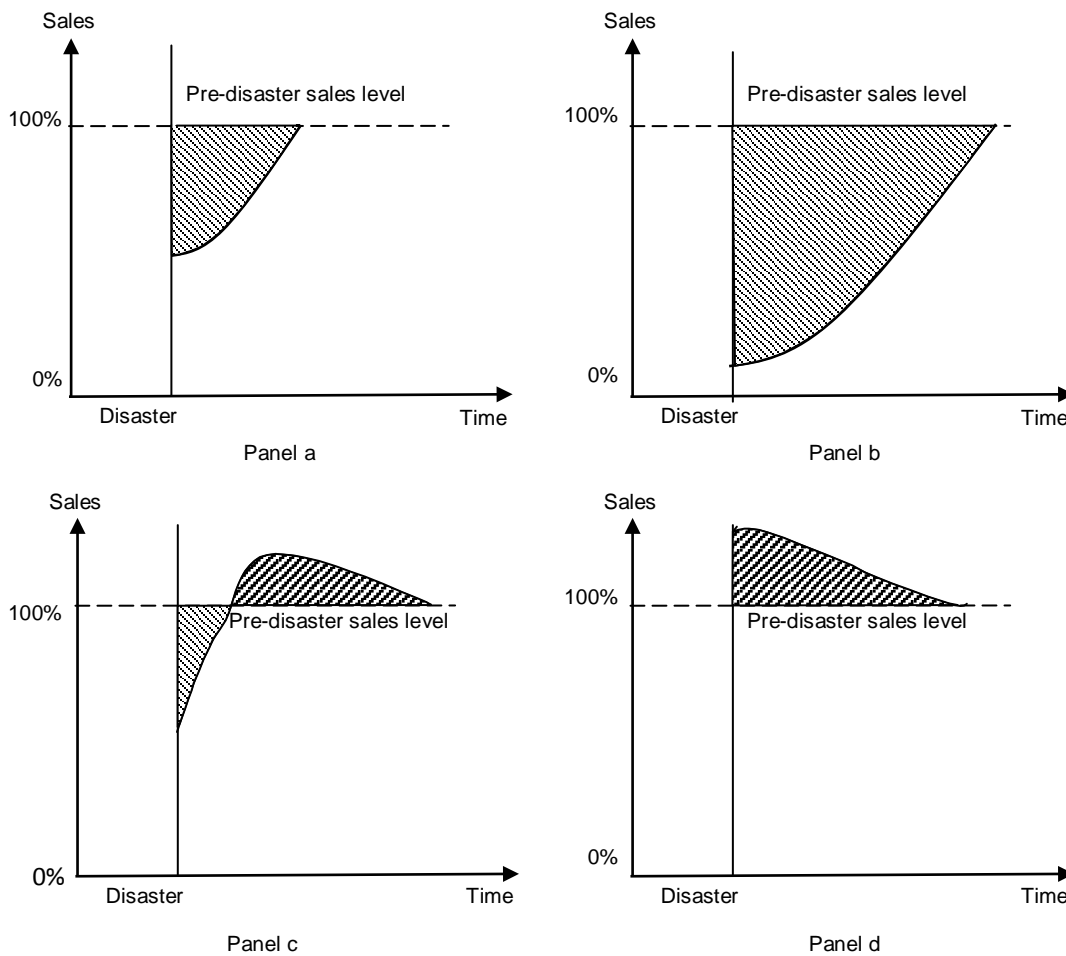 Sales
Pre-disaster sales level
100%
0%
Disaster
Time
Panel a
Sales
Pre-disaster sales level
100%
0%
Disaster
Time
Panel b
Sales
100%
Pre-disaster sales level
0%
Disaster
Time
Panel c
Sales
100%
Pre-disaster sales level
0%
Disaster
Time
Panel d